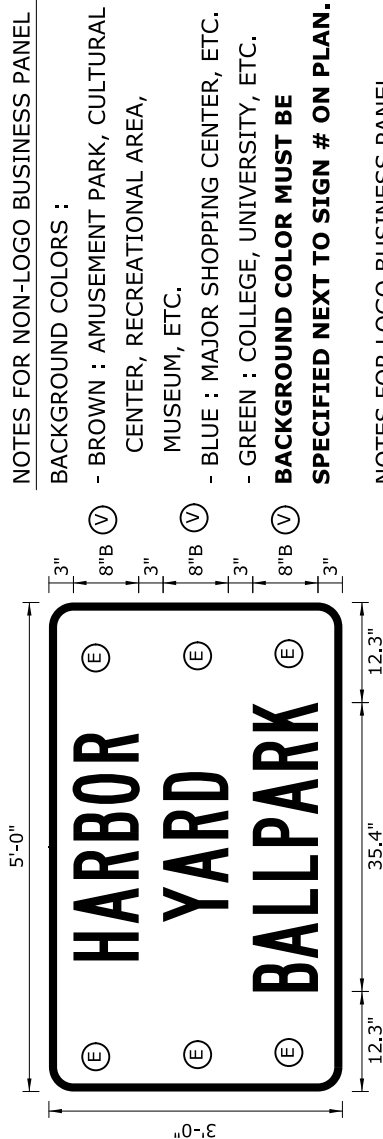 NOTES FOR NON-LOGO BUSINESS PANEL
BACKGROUND COLORS :
- BROWN : AMUSEMENT PARK, CULTURAL
CENTER, RECREATIONAL AREA,
MUSEUM, ETC.
- BLUE : MAJOR SHOPPING CENTER, ETC.
- GREEN : COLLEGE, UNIVERSITY, ETC.
BACKGROUND COLOR MUST BE
SPECIFIED NEXT TO SIGN # ON PLAN.
NOTES FOR LOGO BUSINESS PANEL
5'-0"
3'-0"
E HARBOR E
E YARD E
E BALLPARK E
3"
8"B V
3"
8"B V
3"
8"B V
3"
12.3" 35.4" 12.3"